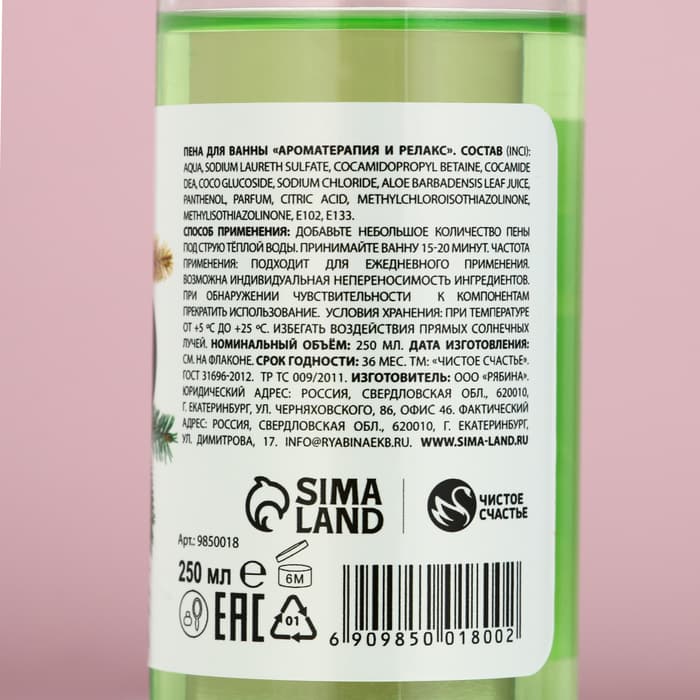 ПЕНА ДЛЯ ВАННЫ «АРОМАТЕРАПИЯ И РЕЛАКС». СОСТАВ (INCI):
AQUA, SODIUM LAURETH SULFATE, COCAMIDOPROPYL BETAINE, COCAMIDE
DEA, COCO GLUCOSIDE, SODIUM CHLORIDE, ALOE BARBADENSIS LEAF JUICE,
PANTHENOL, PARFUM, CITRIC ACID, METHYLCHLOROISOTHIAZOLINONE,
METHYLISOTHIAZOLINONE, E102, E133.
СПОСОБ ПРИМЕНЕНИЯ: ДОБАВЬТЕ НЕБОЛЬШОЕ КОЛИЧЕСТВО ПЕНЫ
ПОД СТРУЮ ТЁПЛОЙ ВОДЫ. ПРИНИМАЙТЕ ВАННУ 15-20 МИНУТ. ЧАСТОТА
ПРИМЕНЕНИЯ: ПОДХОДИТ ДЛЯ ЕЖЕДНЕВНОГО ПРИМЕНЕНИЯ.
ВОЗМОЖНА ИНДИВИДУАЛЬНАЯ НЕПЕРЕНОСИМОСТЬ ИНГРЕДИЕНТОВ.
ПРИ ОБНАРУЖЕНИИ ЧУВСТВИТЕЛЬНОСТИ К КОМПОНЕНТАМ
ПРЕКРАТИТЬ ИСПОЛЬЗОВАНИЕ. УСЛОВИЯ ХРАНЕНИЯ: ПРИ ТЕМПЕРАТУРЕ
ОТ +5 ºC ДО +25 ºC. ИЗБЕГАТЬ ВОЗДЕЙСТВИЯ ПРЯМЫХ СОЛНЕЧНЫХ
ЛУЧЕЙ. НОМИНАЛЬНЫЙ ОБЪЁМ: 250 МЛ. ДАТА ИЗГОТОВЛЕНИЯ:
СМ. НА ФЛАКОНЕ. СРОК ГОДНОСТИ: 36 МЕС. ТМ: «ЧИСТОЕ СЧАСТЬЕ».
ГОСТ 31696-2012. ТР ТС 009/2011. ИЗГОТОВИТЕЛЬ: ООО «РЯБИНА».
ЮРИДИЧЕСКИЙ АДРЕС: РОССИЯ, СВЕРДЛОВСКАЯ ОБЛ., 620010,
Г. ЕКАТЕРИНБУРГ, УЛ. ЧЕРНЯХОВСКОГО, 86, ОФИС 46. ФАКТИЧЕСКИЙ
АДРЕС: РОССИЯ, СВЕРДЛОВСКАЯ ОБЛ., 620010, Г. ЕКАТЕРИНБУРГ,
УЛ. ДИМИТРОВА, 17. INFO@RYABINAEKB.RU. WWW.SIMA-LAND.RU
SIMA
LAND
ЧИСТОЕ
СЧАСТЬЕ
Арт.: 9850018
250 мл e
6M
EAC
01
6 909850 018002